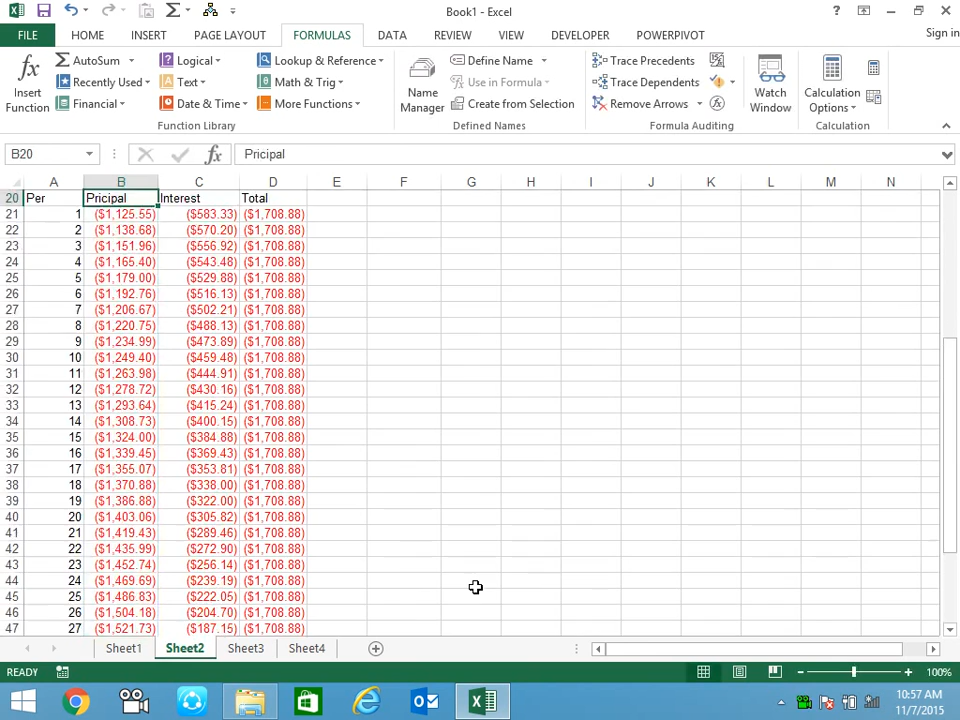 Book1 - Excel
Sign in
FILE HOME INSERT PAGE LAYOUT FORMULAS DATA REVIEW VIEW DEVELOPER POWERPIVOT
fx Insert Function
AutoSum
Recently Used
Financial
Logical
Text
Date & Time
Lookup & Reference
Math & Trig
More Functions
Function Library
Name Manager
Define Name
Use in Formula
Create from Selection
Defined Names
Trace Precedents
Trace Dependents
Remove Arrows
Formula Auditing
Watch Window
Calculation Options
Calculation
B20 fx Pricipal
A B C D E F G H I J K L M N
20 Per Pricipal Interest Total
21 1 ($1,125.55) ($583.33) ($1,708.88)
22 2 ($1,138.68) ($570.20) ($1,708.88)
23 3 ($1,151.96) ($556.92) ($1,708.88)
24 4 ($1,165.40) ($543.48) ($1,708.88)
25 5 ($1,179.00) ($529.88) ($1,708.88)
26 6 ($1,192.76) ($516.13) ($1,708.88)
27 7 ($1,206.67) ($502.21) ($1,708.88)
28 8 ($1,220.75) ($488.13) ($1,708.88)
29 9 ($1,234.99) ($473.89) ($1,708.88)
30 10 ($1,249.40) ($459.48) ($1,708.88)
31 11 ($1,263.98) ($444.91) ($1,708.88)
32 12 ($1,278.72) ($430.16) ($1,708.88)
33 13 ($1,293.64) ($415.24) ($1,708.88)
34 14 ($1,308.73) ($400.15) ($1,708.88)
35 15 ($1,324.00) ($384.88) ($1,708.88)
36 16 ($1,339.45) ($369.43) ($1,708.88)
37 17 ($1,355.07) ($353.81) ($1,708.88)
38 18 ($1,370.88) ($338.00) ($1,708.88)
39 19 ($1,386.88) ($322.00) ($1,708.88)
40 20 ($1,403.06) ($305.82) ($1,708.88)
41 21 ($1,419.43) ($289.46) ($1,708.88)
42 22 ($1,435.99) ($272.90) ($1,708.88)
43 23 ($1,452.74) ($256.14) ($1,708.88)
44 24 ($1,469.69) ($239.19) ($1,708.88)
45 25 ($1,486.83) ($222.05) ($1,708.88)
46 26 ($1,504.18) ($204.70) ($1,708.88)
47 27 ($1,521.73) ($187.15) ($1,708.88)
Sheet1 Sheet2 Sheet3 Sheet4
READY 100%
10:57 AM
11/7/2015